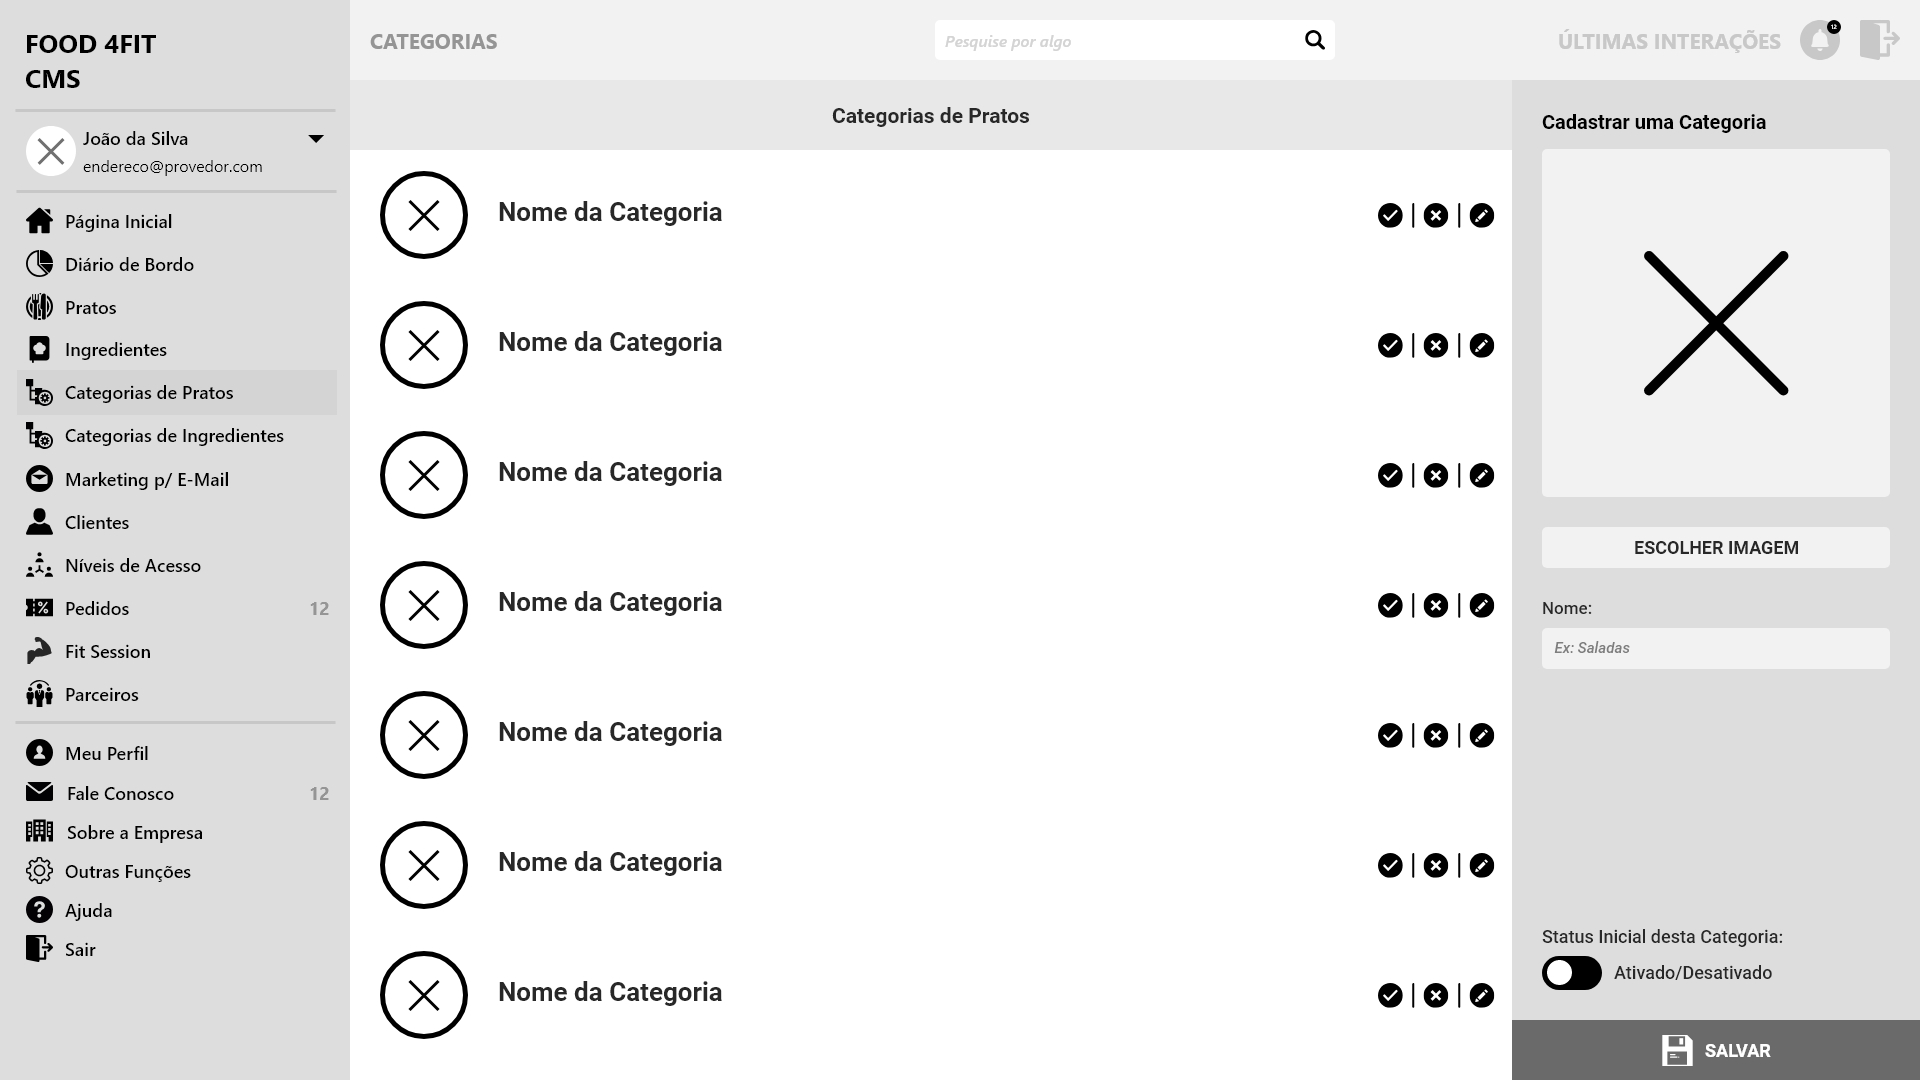 FOOD 4FIT
CMS
João da Silva
endereco@provedor.com
Página Inicial
Diário de Bordo
Pratos
Ingredientes
Categorias de Pratos
Categorias de Ingredientes
Marketing p/ E-Mail
Clientes
Níveis de Acesso
Pedidos 12
Fit Session
Parceiros
Meu Perfil
Fale Conosco 12
Sobre a Empresa
Outras Funções
Ajuda
Sair
CATEGORIAS
Pesquise por algo
ÚLTIMAS INTERAÇÕES
12
Categorias de Pratos
Nome da Categoria
Nome da Categoria
Nome da Categoria
Nome da Categoria
Nome da Categoria
Nome da Categoria
Nome da Categoria
Cadastrar uma Categoria
ESCOLHER IMAGEM
Nome:
Ex: Saladas
Status Inicial desta Categoria:
Ativado/Desativado
SALVAR